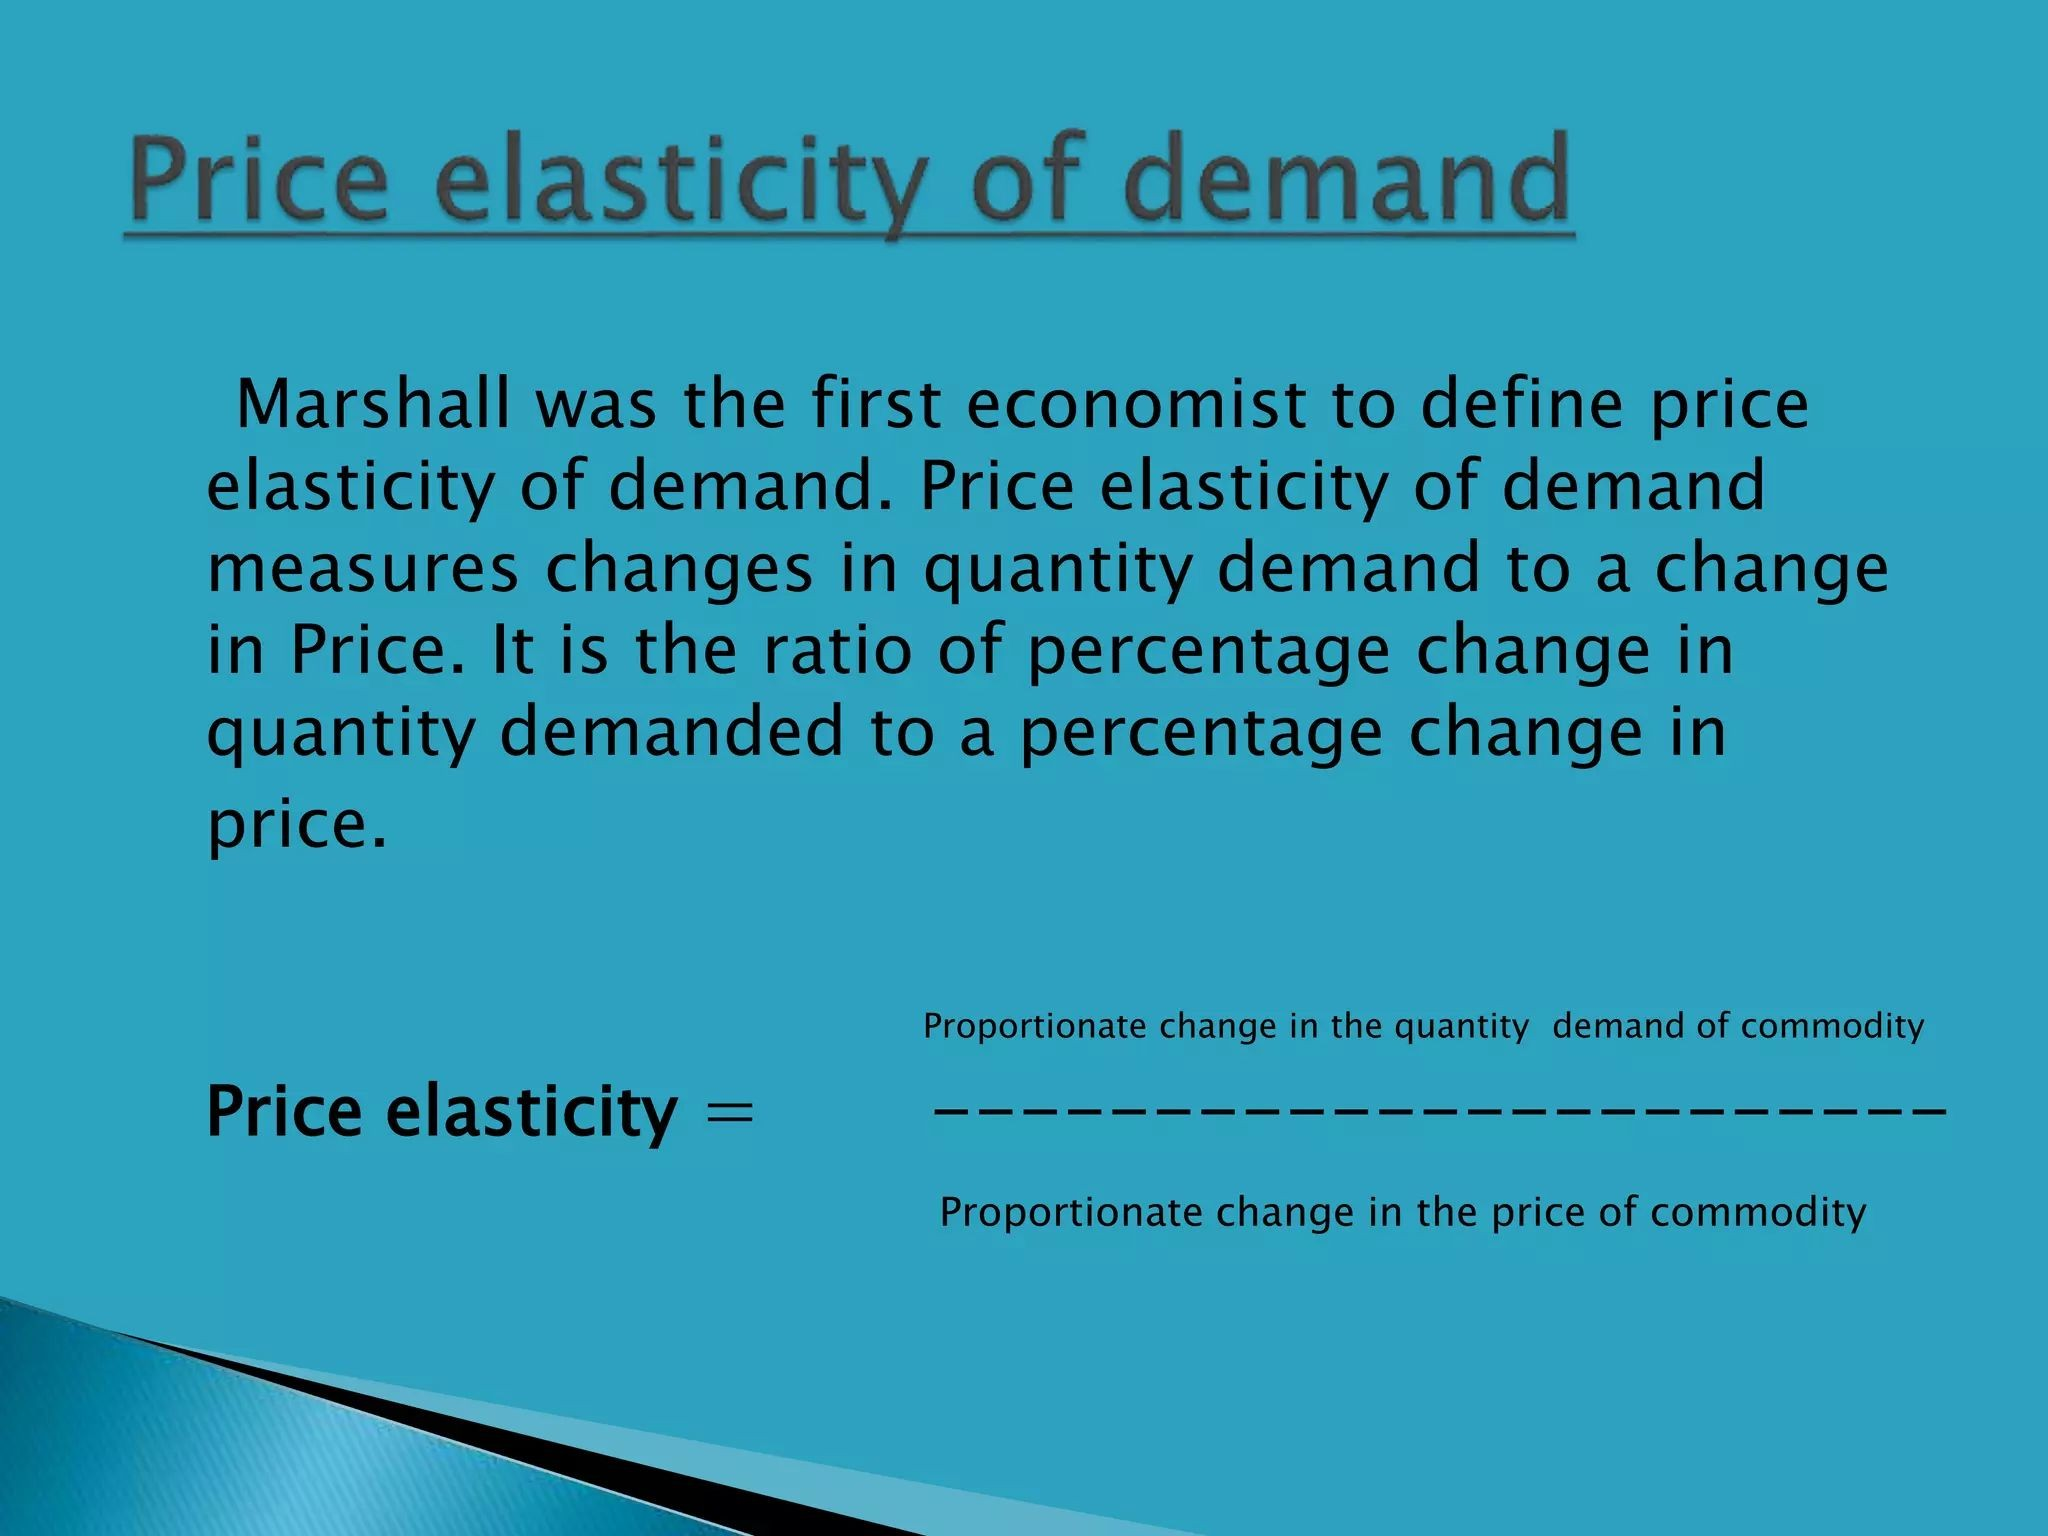 Price elasticity of demand
Marshall was the first economist to define price
elasticity of demand. Price elasticity of demand
measures changes in quantity demand to a change
in Price. It is the ratio of percentage change in
quantity demanded to a percentage change in
price.
Proportionate change in the quantity  demand of commodity
Price elasticity = -----------------------
Proportionate change in the price of commodity